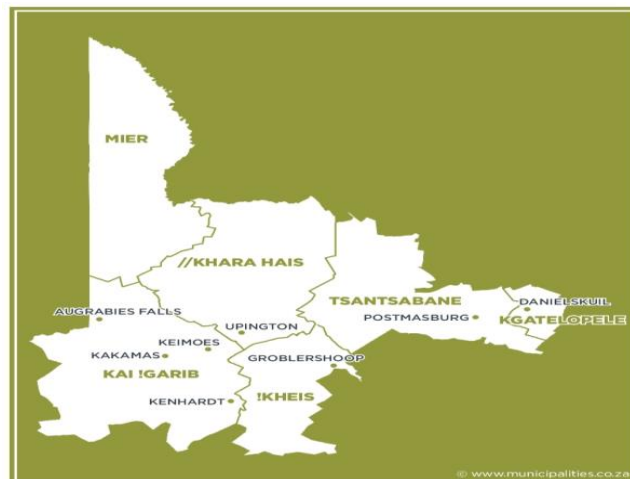 MIER
//KHARA HAIS
TSANTSABANE
DANIELSKUIL
AUGRABIES FALLS
POSTMASBURG
KGATELOPELE
UPINGTON
KEIMOES
KAKAMAS
GROBLERSHOOP
KAI !GARIB
!KHEIS
KENHARDT
© www.municipalities.co.za